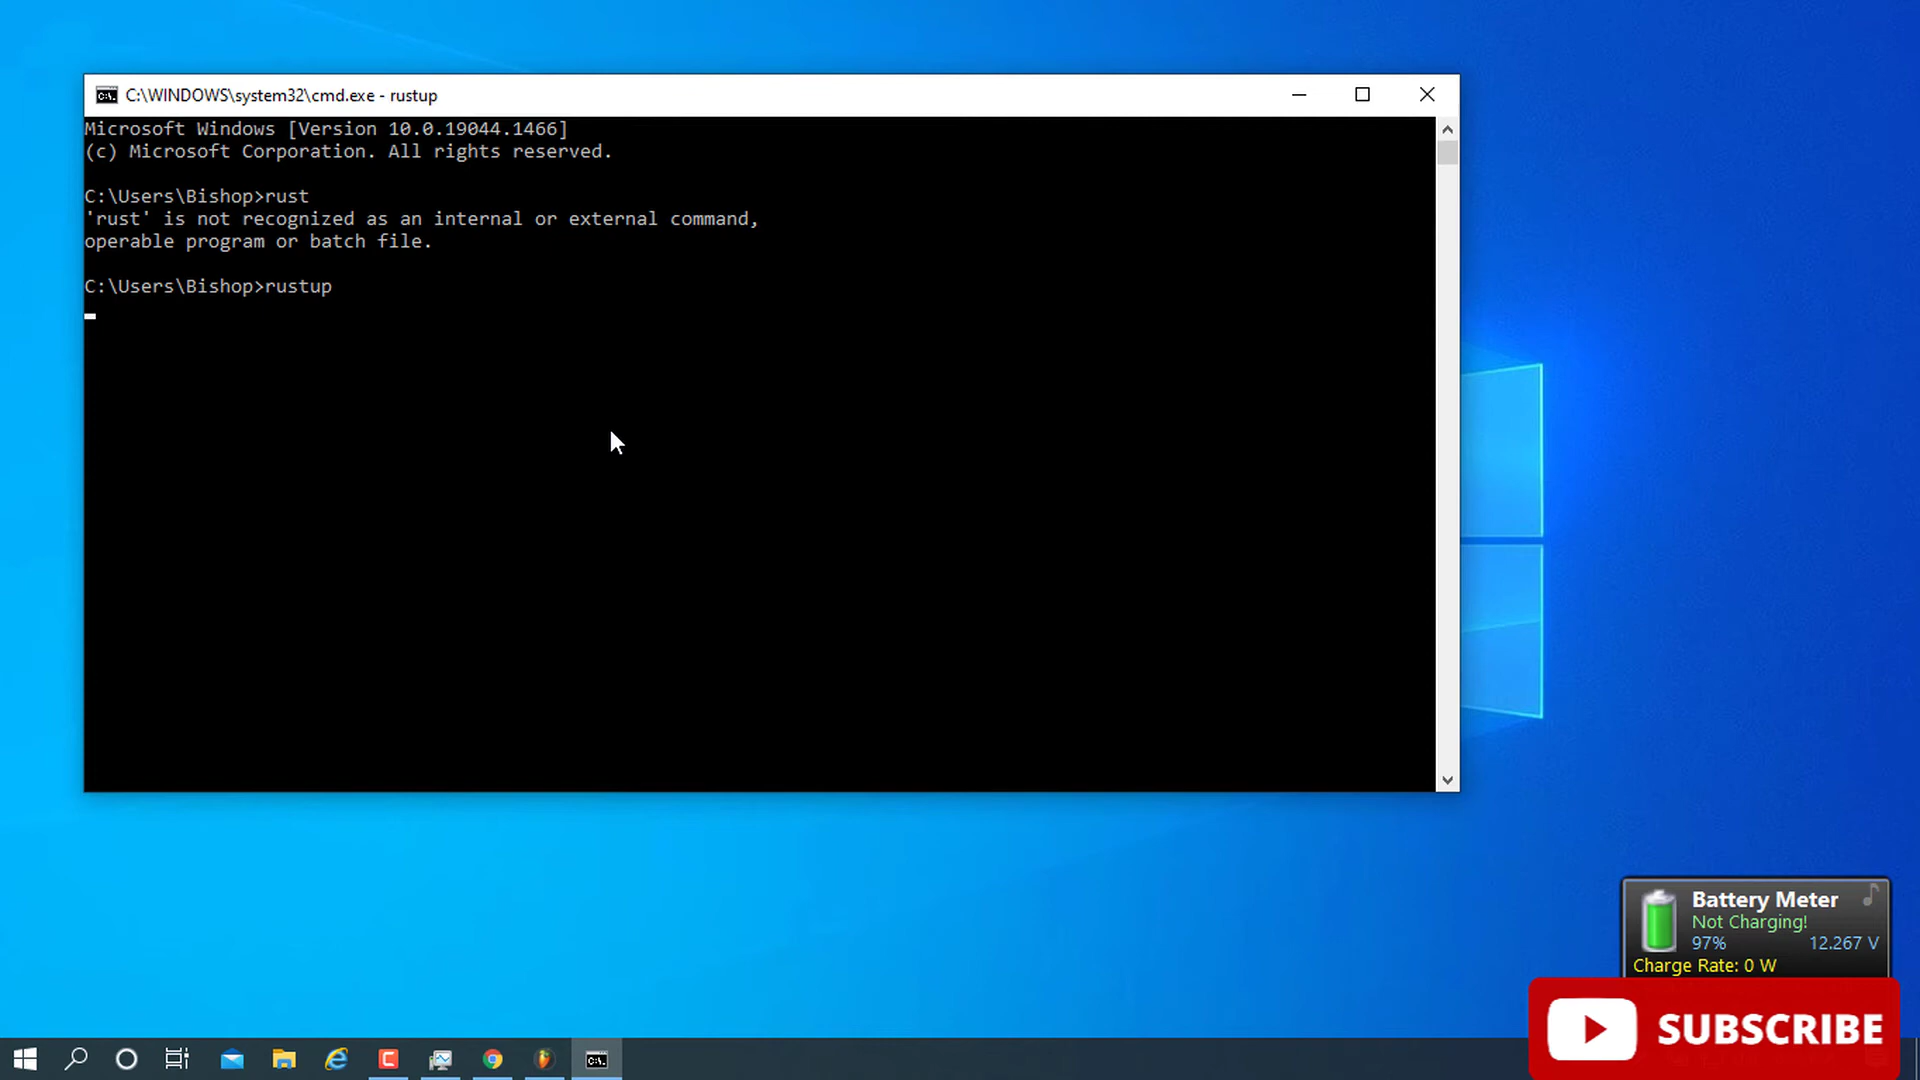 C:\WINDOWS\system32\cmd.exe - rustup
Microsoft Windows [Version 10.0.19044.1466]
(c) Microsoft Corporation. All rights reserved.
C:\Users\Bishop>rust
'rust' is not recognized as an internal or external command,
operable program or batch file.
C:\Users\Bishop>rustup
Battery Meter
Not Charging!
97% 12.267 V
Charge Rate: 0 W
SUBSCRIBE